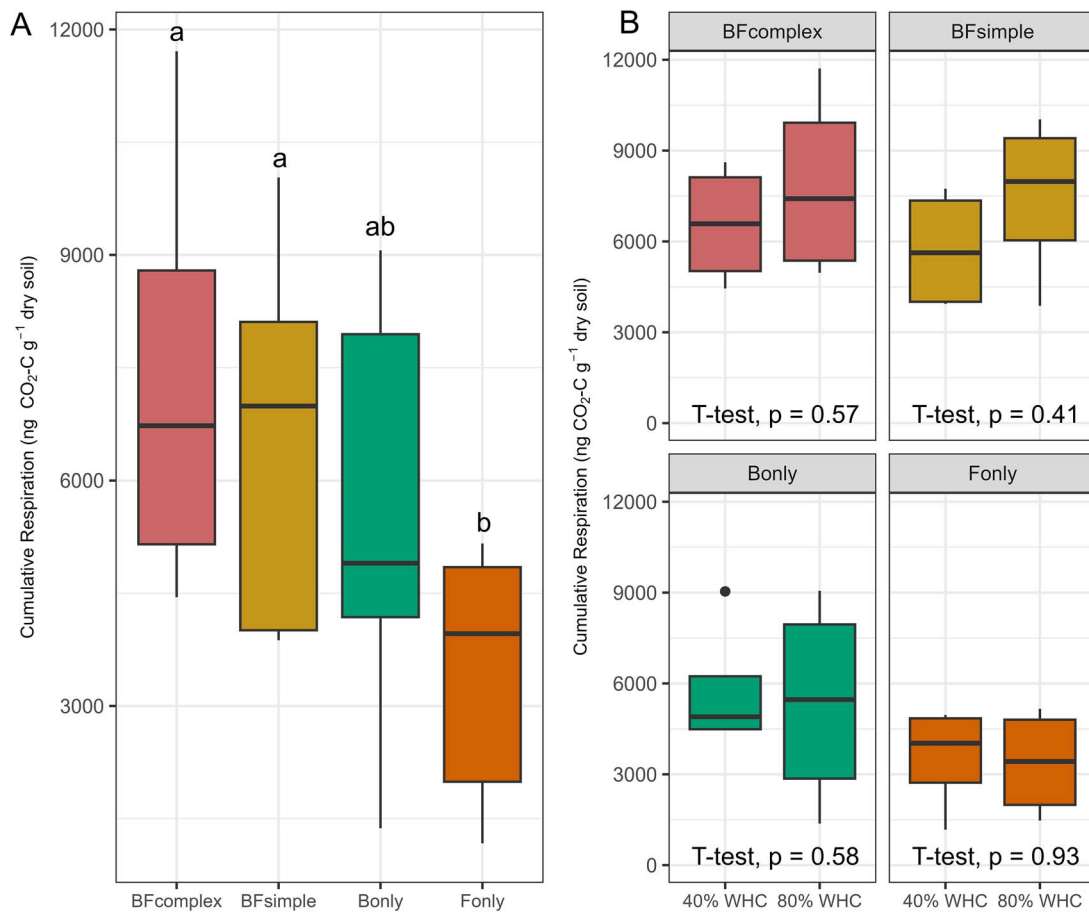 A
Cumulative Respiration (ng CO₂-C g⁻¹ dry soil)
12000
9000
6000
3000
a
a
ab
b
BFcomplex BFsimple Bonly Fonly
B
Cumulative Respiration (ng CO₂-C g⁻¹ dry soil)
BFcomplex BFsimple
12000
9000
6000
3000
0
T-test, p = 0.57 T-test, p = 0.41
Bonly Fonly
12000
9000
6000
3000
0
T-test, p = 0.58 T-test, p = 0.93
40% WHC 80% WHC 40% WHC 80% WHC